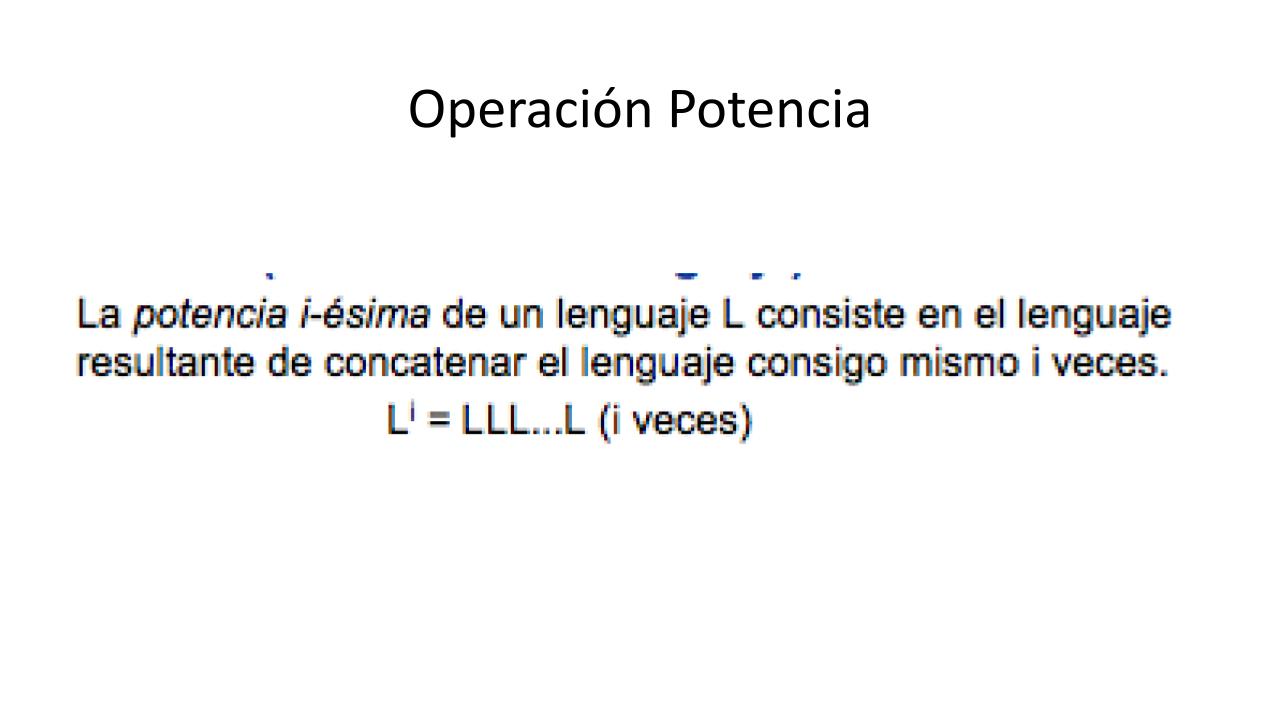 Operación Potencia
La potencia i-ésima de un lenguaje L consiste en el lenguaje
resultante de concatenar el lenguaje consigo mismo i veces.
Lⁱ = LLL...L (i veces)